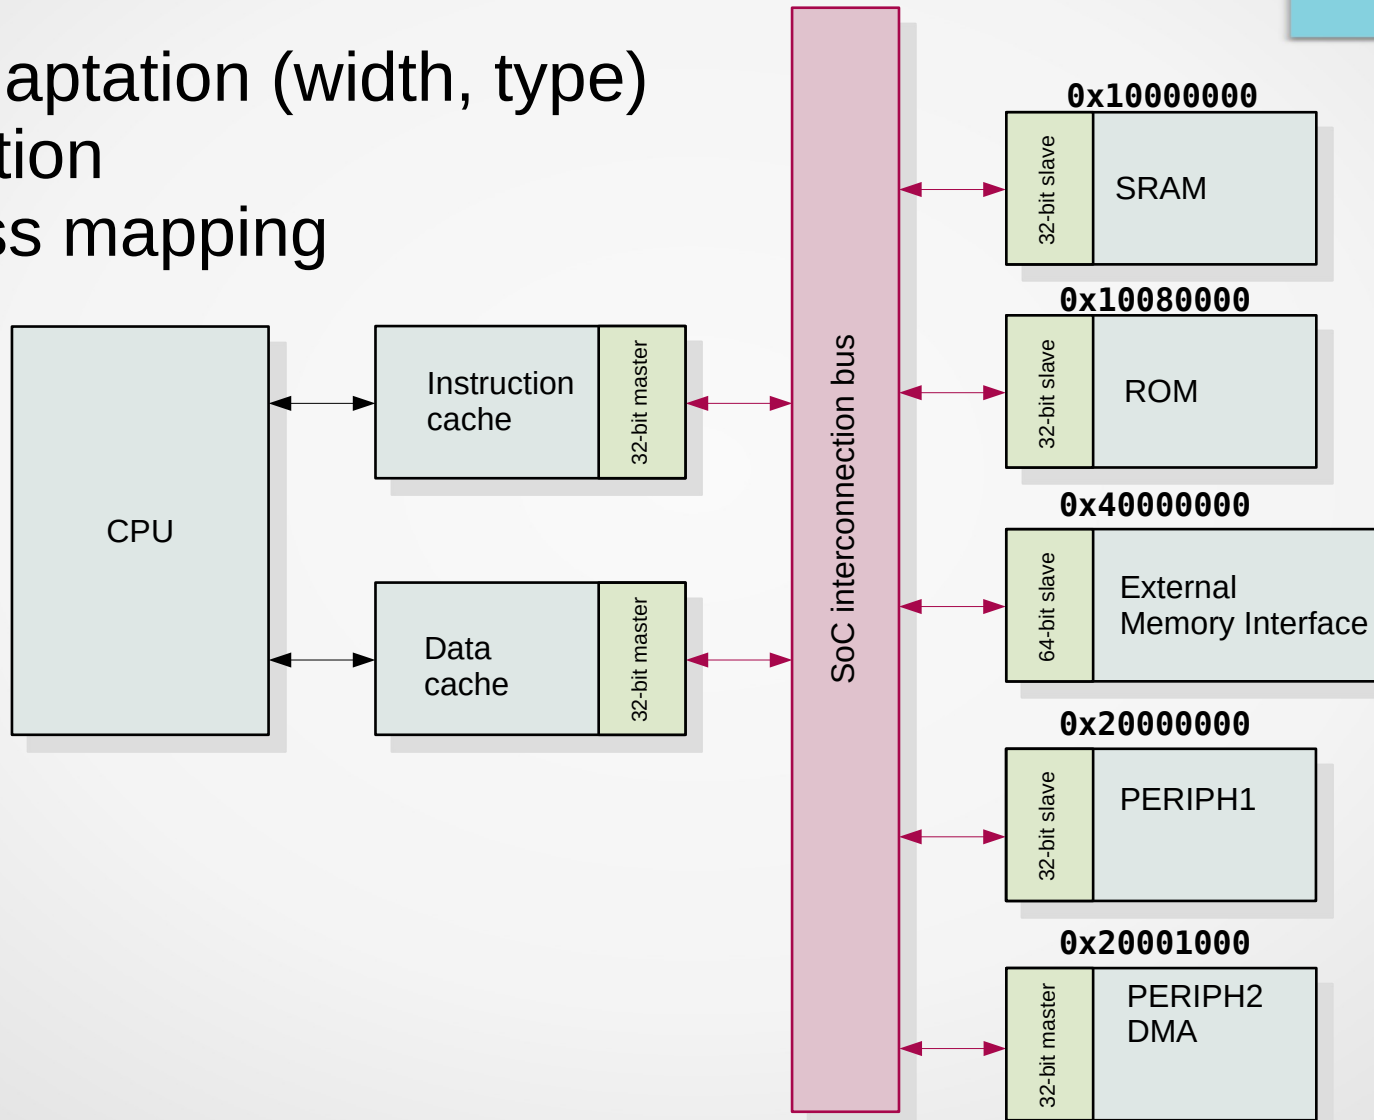 aptation (width, type)
tion
ss mapping
CPU
Instruction
cache
32-bit master
Data
cache
32-bit master
SoC interconnection bus
0x10000000
32-bit slave
SRAM
0x10080000
32-bit slave
ROM
0x40000000
64-bit slave
External
Memory Interface
0x20000000
32-bit slave
PERIPH1
0x20001000
32-bit master
PERIPH2
DMA